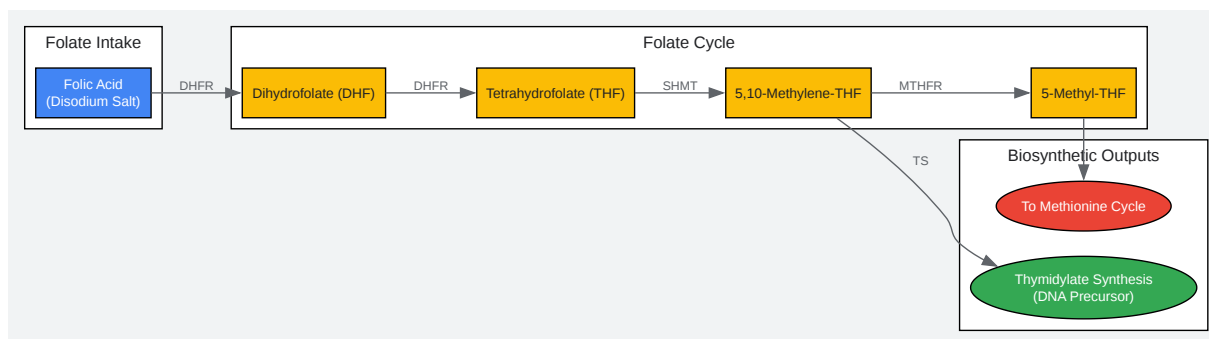 Folate Intake
Folate Cycle
Folic Acid
(Disodium Salt)
DHFR
Dihydrofolate (DHF)
DHFR
Tetrahydrofolate (THF)
SHMT
5,10-Methylene-THF
MTHFR
5-Methyl-THF
TS
Biosynthetic Outputs
To Methionine Cycle
Thymidylate Synthesis
(DNA Precursor)